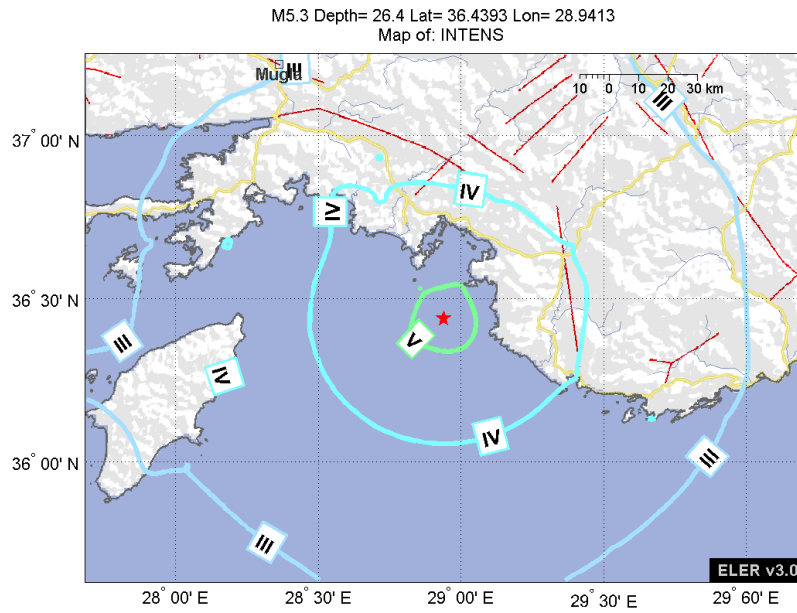 M5.3 Depth= 26.4 Lat= 36.4393 Lon= 28.9413
Map of: INTENS
III
Mugla
10 0 10 20 30 km
III
37° 00' N
IV
IV
36° 30' N
V
III
IV
IV
III
36° 00' N
III
ELER v3.0
28° 00' E
28° 30' E
29° 00' E
29° 30' E
29° 60' E